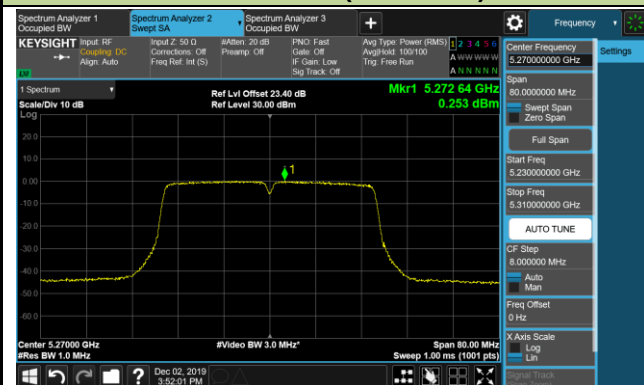 Spectrum Analyzer 1
Occupied BW
Spectrum Analyzer 2
Swept SA
Spectrum Analyzer 3
Occupied BW
+
Frequency
KEYSIGHT
Input: RF
Coupling: DC
Align: Auto
Input Z: 50 Ω
Corrections: Off
Freq Ref: Int (S)
#Atten: 20 dB
Preamp: Off
PNO: Fast
Gate: Off
IF Gain: Low
Sig Track: Off
Avg Type: Power (RMS)
Avg|Hold: 100/100
Trig: Free Run
1 2 3 4 5 6
A W W W W W
A N N N N N
LXI
1 Spectrum
Scale/Div 10 dB
Log
Ref Lvl Offset 23.40 dB
Ref Level 30.00 dBm
Mkr1 5.272 64 GHz
0.253 dBm
1
20.0
10.0
0.00
-10.0
-20.0
-30.0
-40.0
-50.0
-60.0
Center 5.27000 GHz
#Res BW 1.0 MHz
#Video BW 3.0 MHz*
Span 80.00 MHz
Sweep 1.00 ms (1001 pts)
?
Dec 02, 2019
3:52:01 PM
Center Frequency
5.270000000 GHz
Settings
Span
80.0000000 MHz
Swept Span
Zero Span
Full Span
Start Freq
5.230000000 GHz
Stop Freq
5.310000000 GHz
AUTO TUNE
CF Step
8.000000 MHz
Auto
Man
Freq Offset
0 Hz
X Axis Scale
Log
Lin
Signal Track